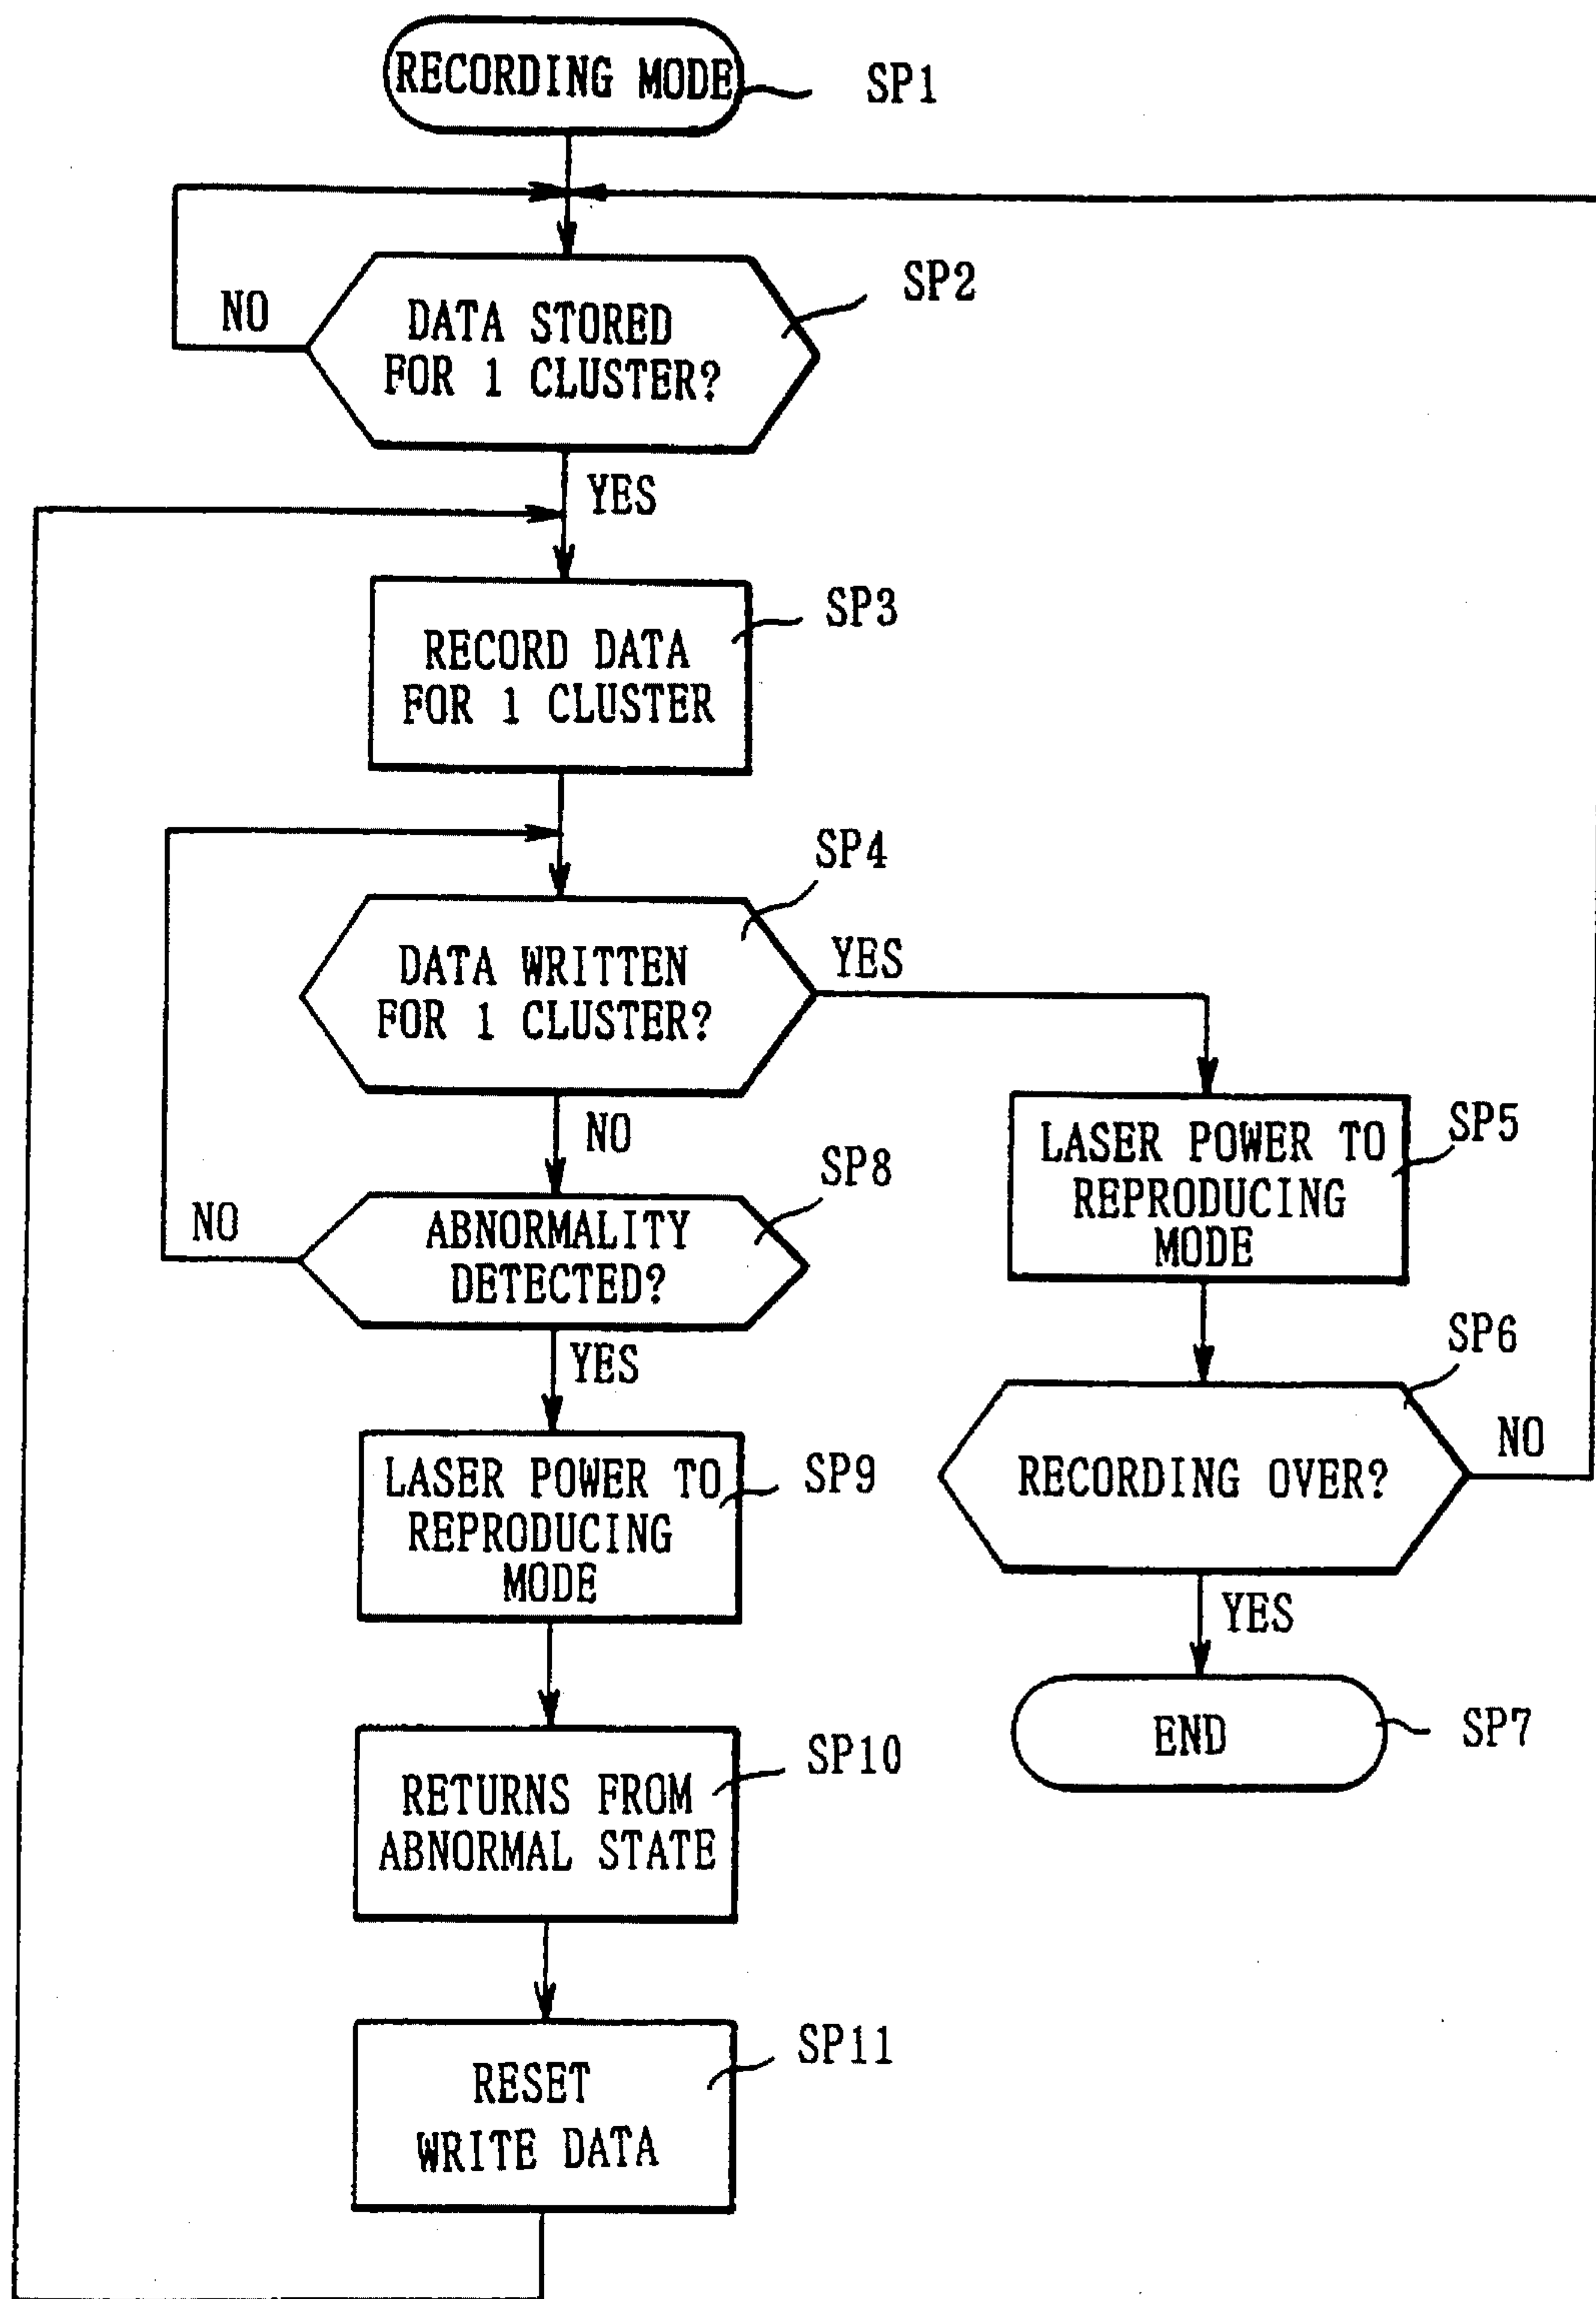 RECORDING MODE
SP1
SP2
NO
DATA STORED
FOR 1 CLUSTER?
YES
SP3
RECORD DATA
FOR 1 CLUSTER
SP4
DATA WRITTEN
FOR 1 CLUSTER?
YES
NO
SP5
LASER POWER TO
REPRODUCING
MODE
SP8
NO
ABNORMALITY
DETECTED?
YES
SP6
RECORDING OVER?
NO
YES
SP9
LASER POWER TO
REPRODUCING
MODE
END
SP7
SP10
RETURNS FROM
ABNORMAL STATE
SP11
RESET
WRITE DATA